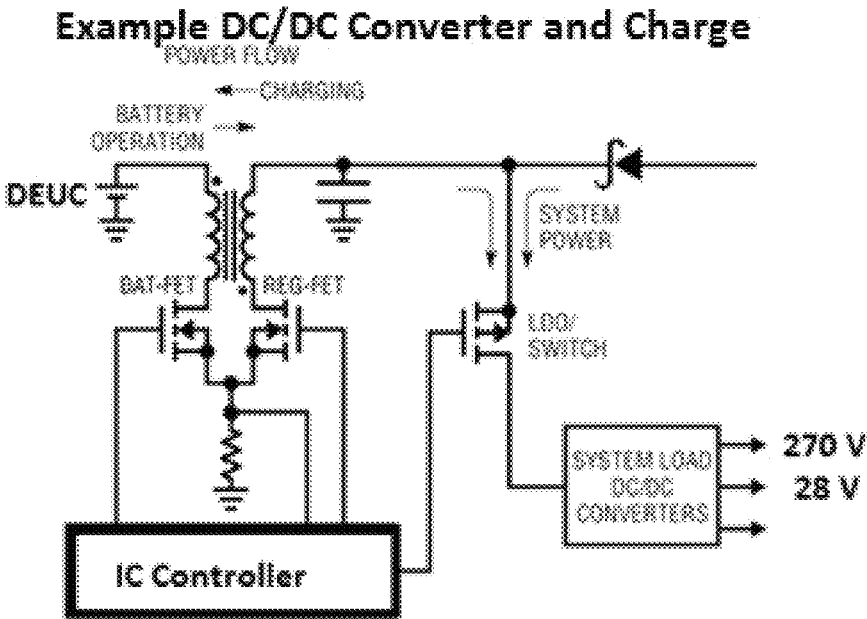 Example DC/DC Converter and Charge
POWER FLOW
CHARGING
BATTERY
OPERATION
DEUC
SYSTEM
POWER
BAT-FET
REG-FET
LDO/
SWITCH
SYSTEM LOAD
DC/DC
CONVERTERS
270 V
28 V
IC Controller